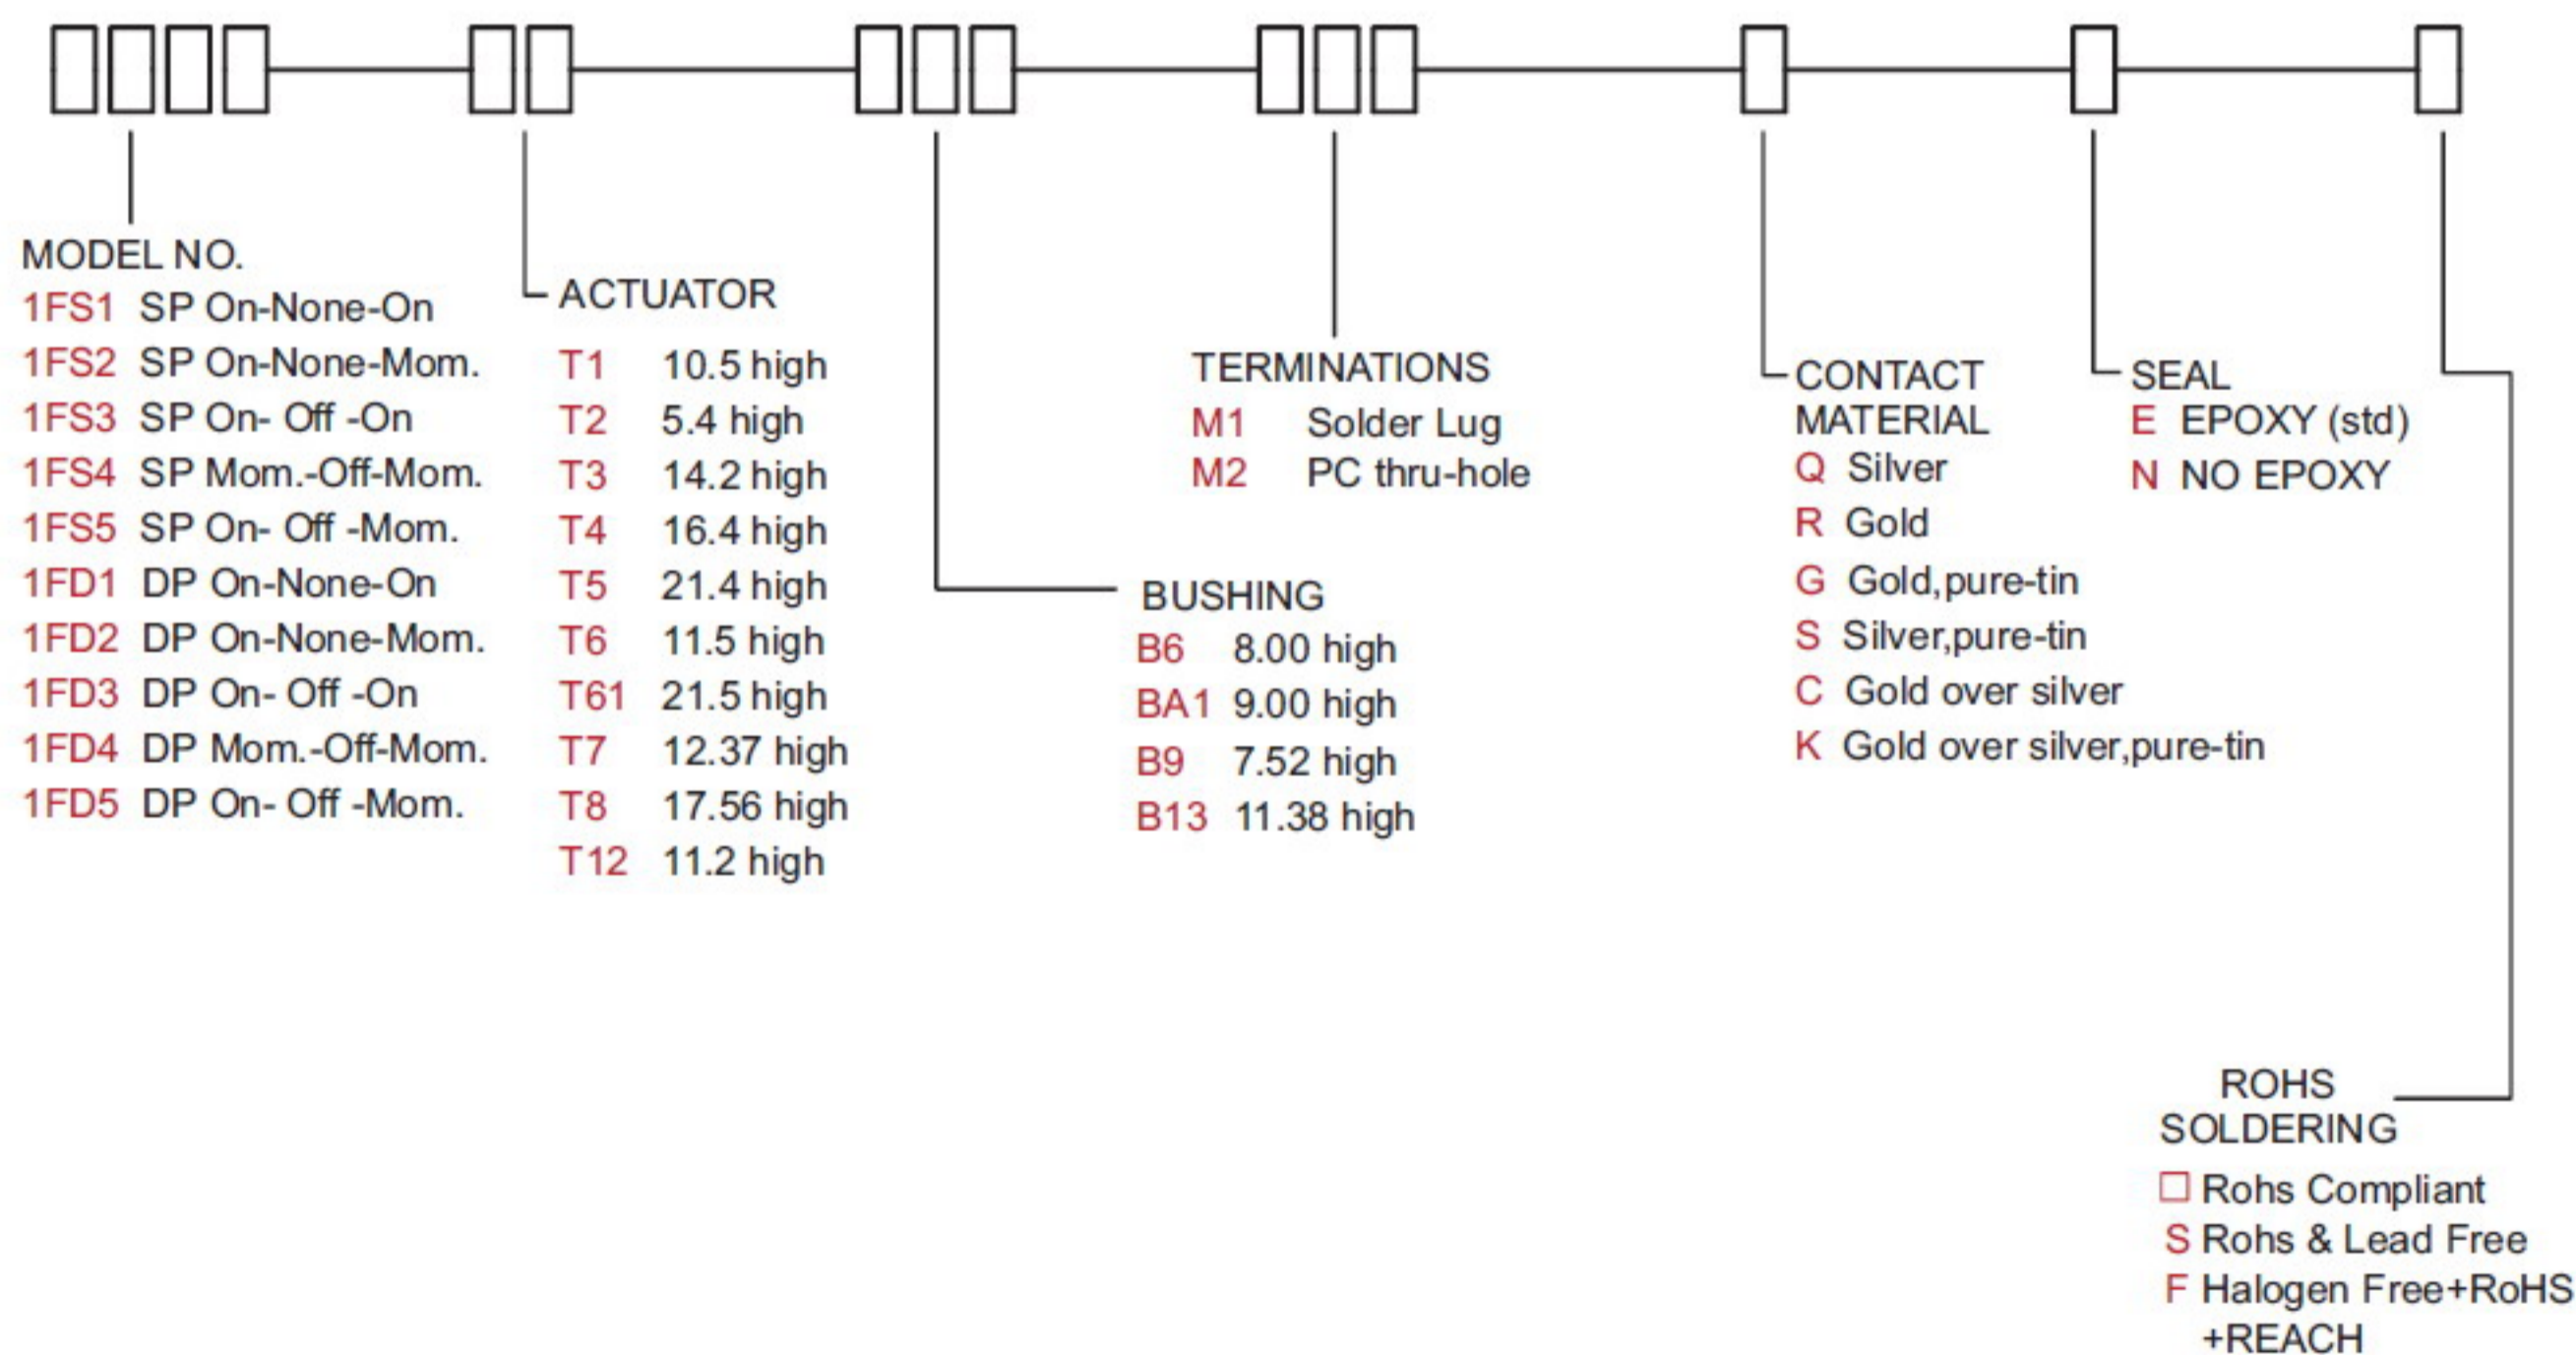 MODEL NO.
1FS1 SP On-None-On
1FS2 SP On-None-Mom.
1FS3 SP On- Off -On
1FS4 SP Mom.-Off-Mom.
1FS5 SP On- Off -Mom.
1FD1 DP On-None-On
1FD2 DP On-None-Mom.
1FD3 DP On- Off -On
1FD4 DP Mom.-Off-Mom.
1FD5 DP On- Off -Mom.
ACTUATOR
T1 10.5 high
T2 5.4 high
T3 14.2 high
T4 16.4 high
T5 21.4 high
T6 11.5 high
T61 21.5 high
T7 12.37 high
T8 17.56 high
T12 11.2 high
BUSHING
B6 8.00 high
BA1 9.00 high
B9 7.52 high
B13 11.38 high
TERMINATIONS
M1 Solder Lug
M2 PC thru-hole
CONTACT
MATERIAL
Q Silver
R Gold
G Gold,pure-tin
S Silver,pure-tin
C Gold over silver
K Gold over silver,pure-tin
SEAL
E EPOXY (std)
N NO EPOXY
ROHS
SOLDERING
□ Rohs Compliant
S Rohs & Lead Free
F Halogen Free+RoHS
+REACH